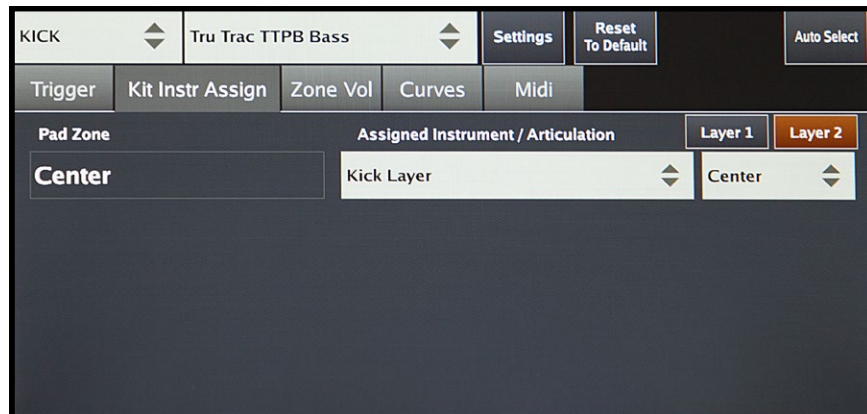 KICK Tru Trac TTPB Bass Settings Reset To Default Auto Select
Trigger Kit Instr Assign Zone Vol Curves Midi
Pad Zone Assigned Instrument / Articulation Layer 1 Layer 2
Center Kick Layer Center